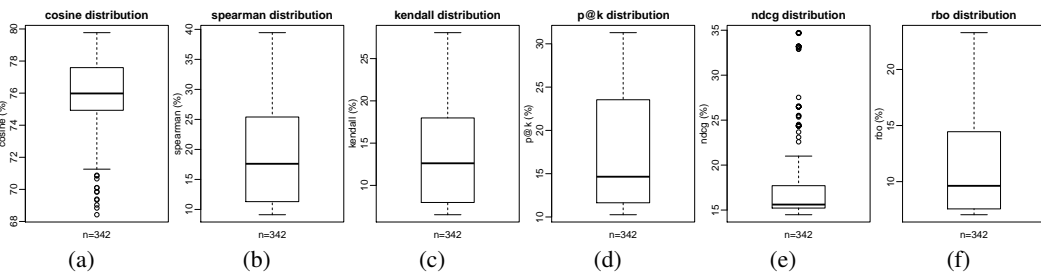 cosine distribution
cosine (%)
68 70 72 74 76 78 80
n=342
(a)
spearman distribution
spearman (%)
10 15 20 25 30 35 40
n=342
(b)
kendall distribution
kendall (%)
10 15 20 25
n=342
(c)
p@k distribution
p@k (%)
10 15 20 25 30
n=342
(d)
ndcg distribution
ndcg (%)
15 20 25 30 35
n=342
(e)
rbo distribution
rbo (%)
10 15 20
n=342
(f)